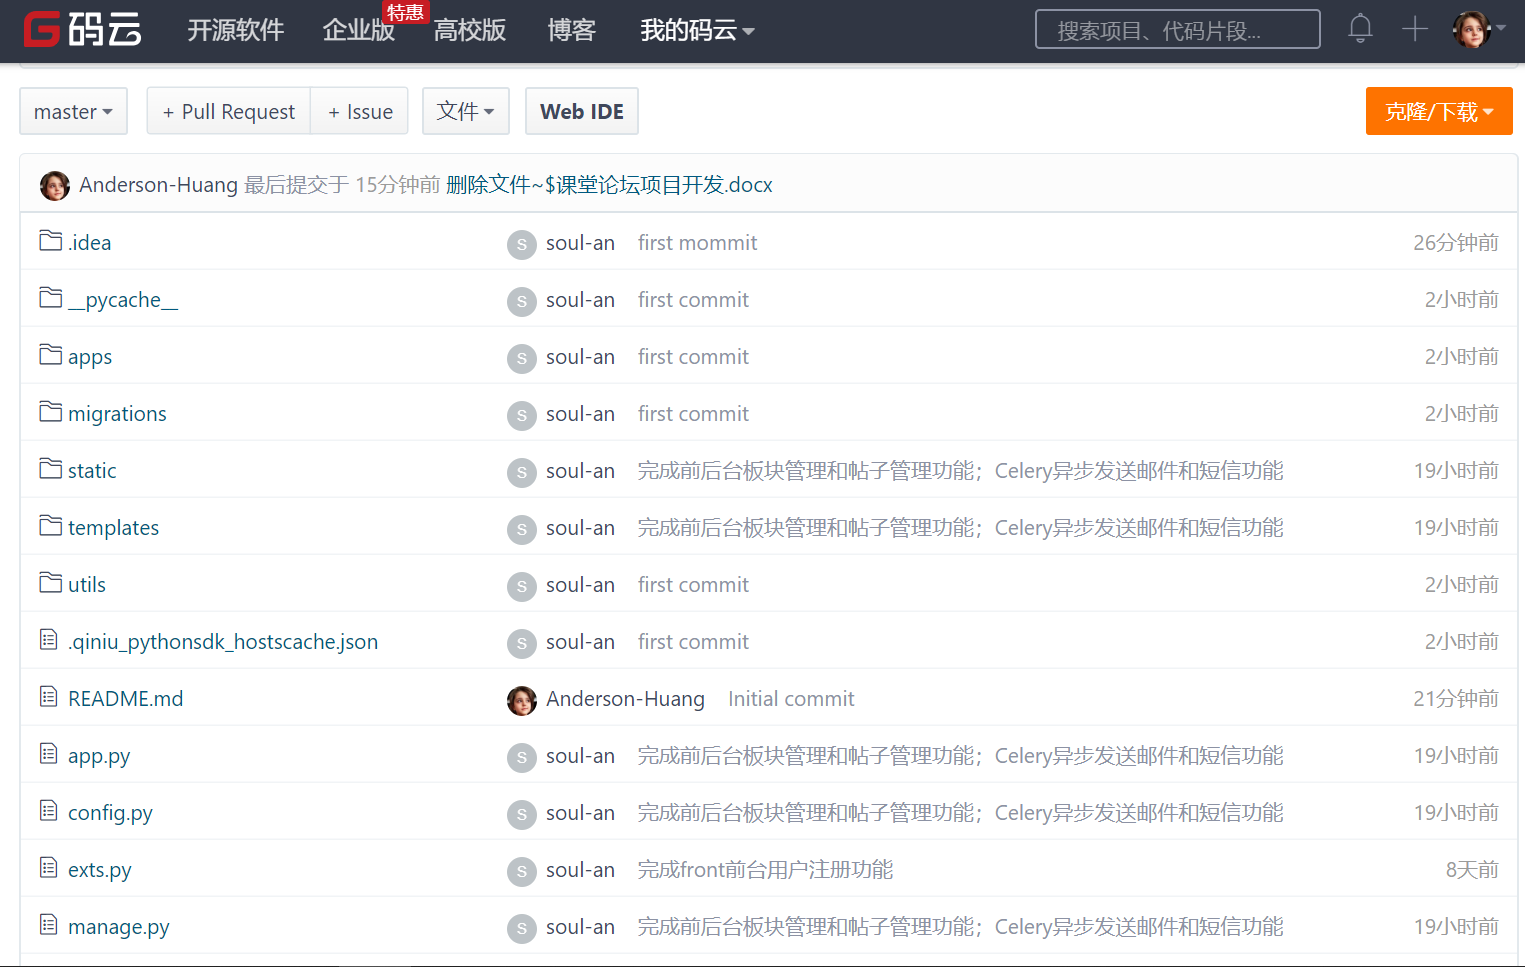 码云 开源软件 企业版 特惠 高校版 博客 我的码云 搜索项目、代码片段...
master + Pull Request + Issue 文件 Web IDE 克隆/下载
Anderson-Huang 最后提交于 15分钟前 删除文件~$课堂论坛项目开发.docx
.idea S soul-an first mommit 26分钟前
__pycache__ S soul-an first commit 2小时前
apps S soul-an first commit 2小时前
migrations S soul-an first commit 2小时前
static S soul-an 完成前后台板块管理和帖子管理功能；Celery异步发送邮件和短信功能 19小时前
templates S soul-an 完成前后台板块管理和帖子管理功能；Celery异步发送邮件和短信功能 19小时前
utils S soul-an first commit 2小时前
.qiniu_pythonsdk_hostscache.json S soul-an first commit 2小时前
README.md Anderson-Huang Initial commit 21分钟前
app.py S soul-an 完成前后台板块管理和帖子管理功能；Celery异步发送邮件和短信功能 19小时前
config.py S soul-an 完成前后台板块管理和帖子管理功能；Celery异步发送邮件和短信功能 19小时前
exts.py S soul-an 完成front前台用户注册功能 8天前
manage.py S soul-an 完成前后台板块管理和帖子管理功能；Celery异步发送邮件和短信功能 19小时前